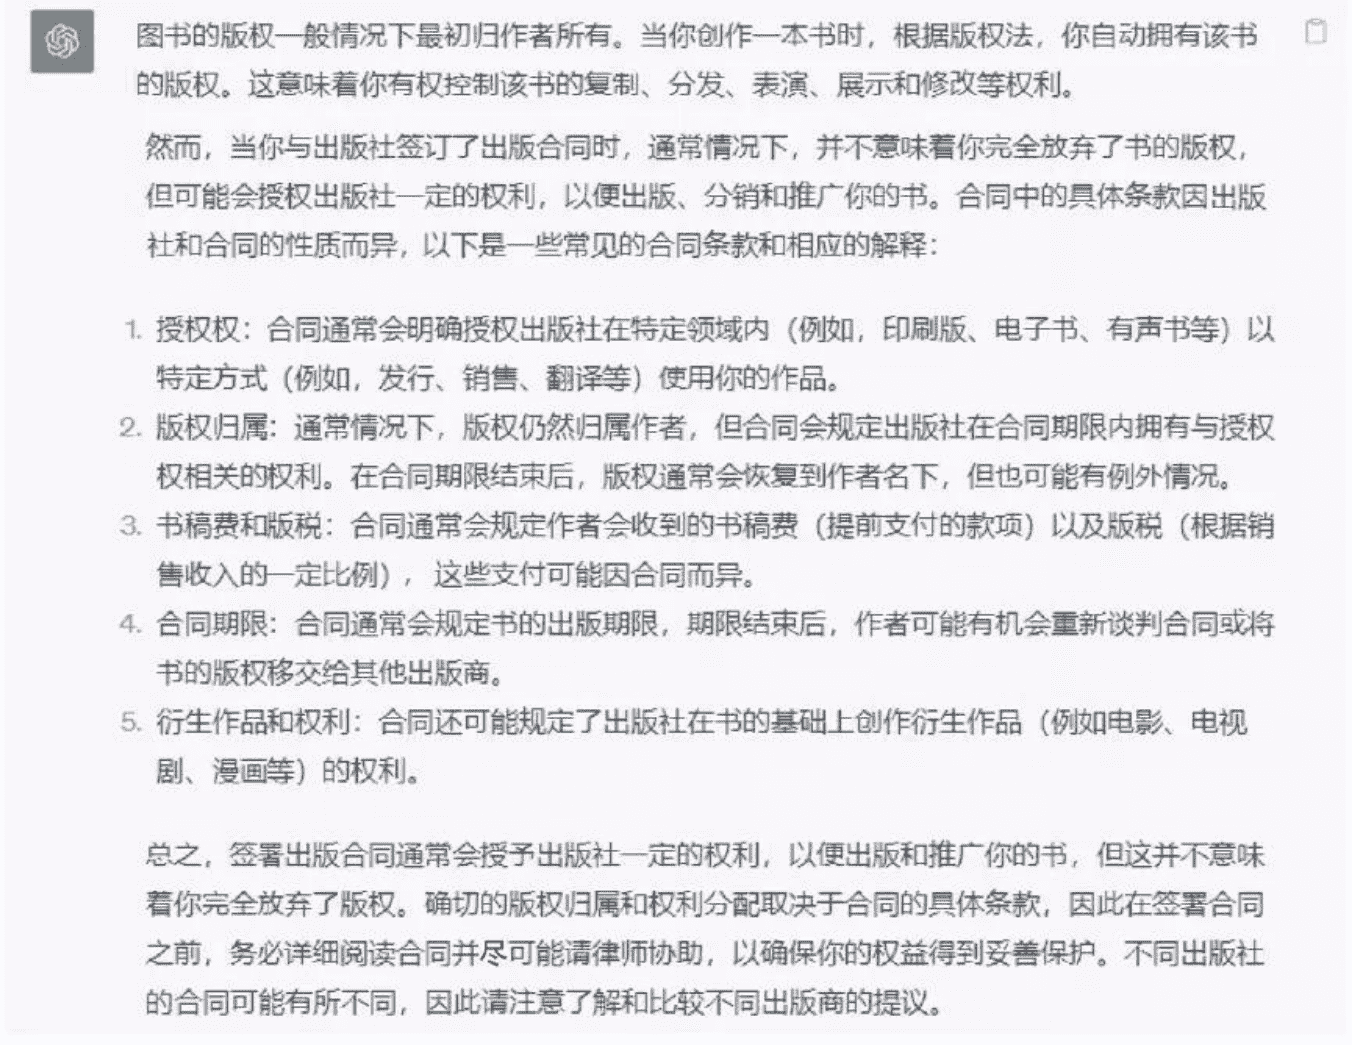 图书的版权一般情况下最初归作者所有。当你创作一本书时，根据版权法，你自动拥有该书
的版权。这意味着你有权控制该书的复制、分发、表演、展示和修改等权利。
然而，当你与出版社签订了出版合同时，通常情况下，并不意味着你完全放弃了书的版权，
但可能会授权出版社一定的权利，以便出版、分销和推广你的书。合同中的具体条款因出版
社和合同的性质而异，以下是一些常见的合同条款和相应的解释：
1. 授权权：合同通常会明确授权出版社在特定领域内（例如，印刷版、电子书、有声书等）以
特定方式（例如，发行、销售、翻译等）使用你的作品。
2. 版权归属：通常情况下，版权仍然归属作者，但合同会规定出版社在合同期限内拥有与授权
权相关的权利。在合同期限结束后，版权通常会恢复到作者名下，但也可能有例外情况。
3. 书稿费和版税：合同通常会规定作者会收到的书稿费（提前支付的款项）以及版税（根据销
售收入的一定比例），这些支付可能因合同而异。
4. 合同期限：合同通常会规定书的出版期限，期限结束后，作者可能有机会重新谈判合同或将
书的版权移交给其他出版商。
5. 衍生作品和权利：合同还可能规定了出版社在书的基础上创作衍生作品（例如电影、电视
剧、漫画等）的权利。
总之，签署出版合同通常会授予出版社一定的权利，以便出版和推广你的书，但这并不意味
着你完全放弃了版权。确切的版权归属和权利分配取决于合同的具体条款，因此在签署合同
之前，务必详细阅读合同并尽可能请律师协助，以确保你的权益得到妥善保护。不同出版社
的合同可能有所不同，因此请注意了解和比较不同出版商的提议。